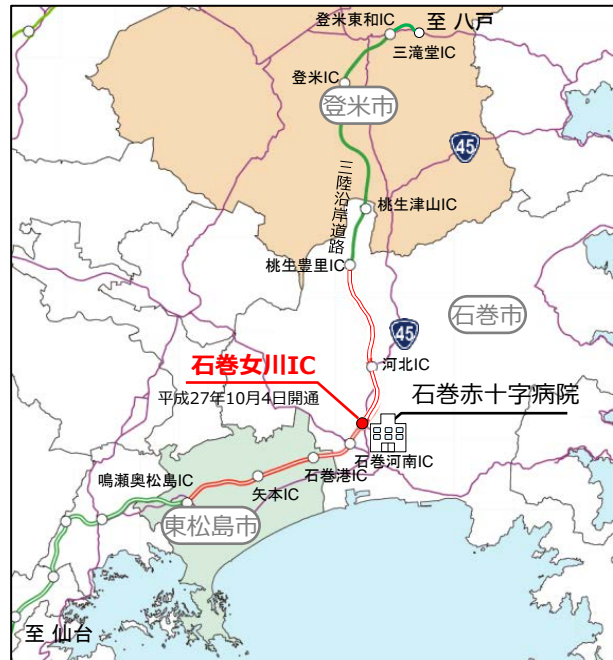 登米東和IC
至 八戸
三滝堂IC
登米IC
登米市
45
三陸沿岸道路
桃生津山IC
桃生豊里IC
石巻市
45
河北IC
石巻女川IC
平成27年10月4日開通
石巻赤十字病院
石巻河南IC
石巻港IC
鳴瀬奥松島IC
矢本IC
東松島市
至 仙台